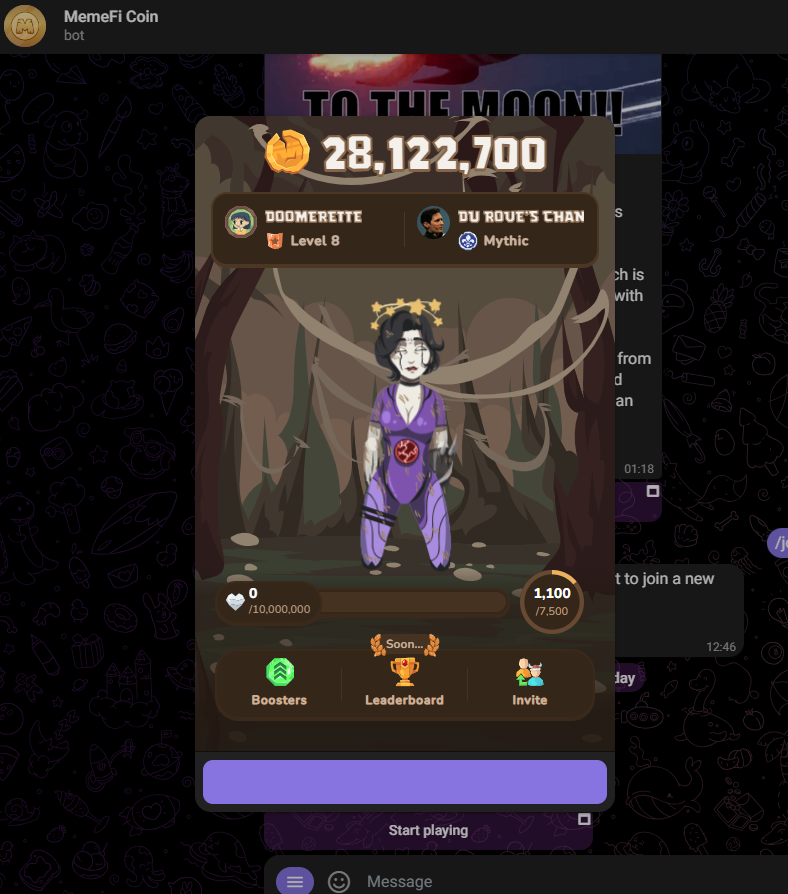 MemeFi Coin
bot
TO THE MOON!!
28,122,700
DOOMERETTE
Level 8
DU ROVE'S CHAN
Mythic
s
ch is
with
from
d
an
01:18
0
/10,000,000
1,100
/7,500
/j
t to join a new
12:46
Soon...
day
Boosters
Leaderboard
Invite
Start playing
Message